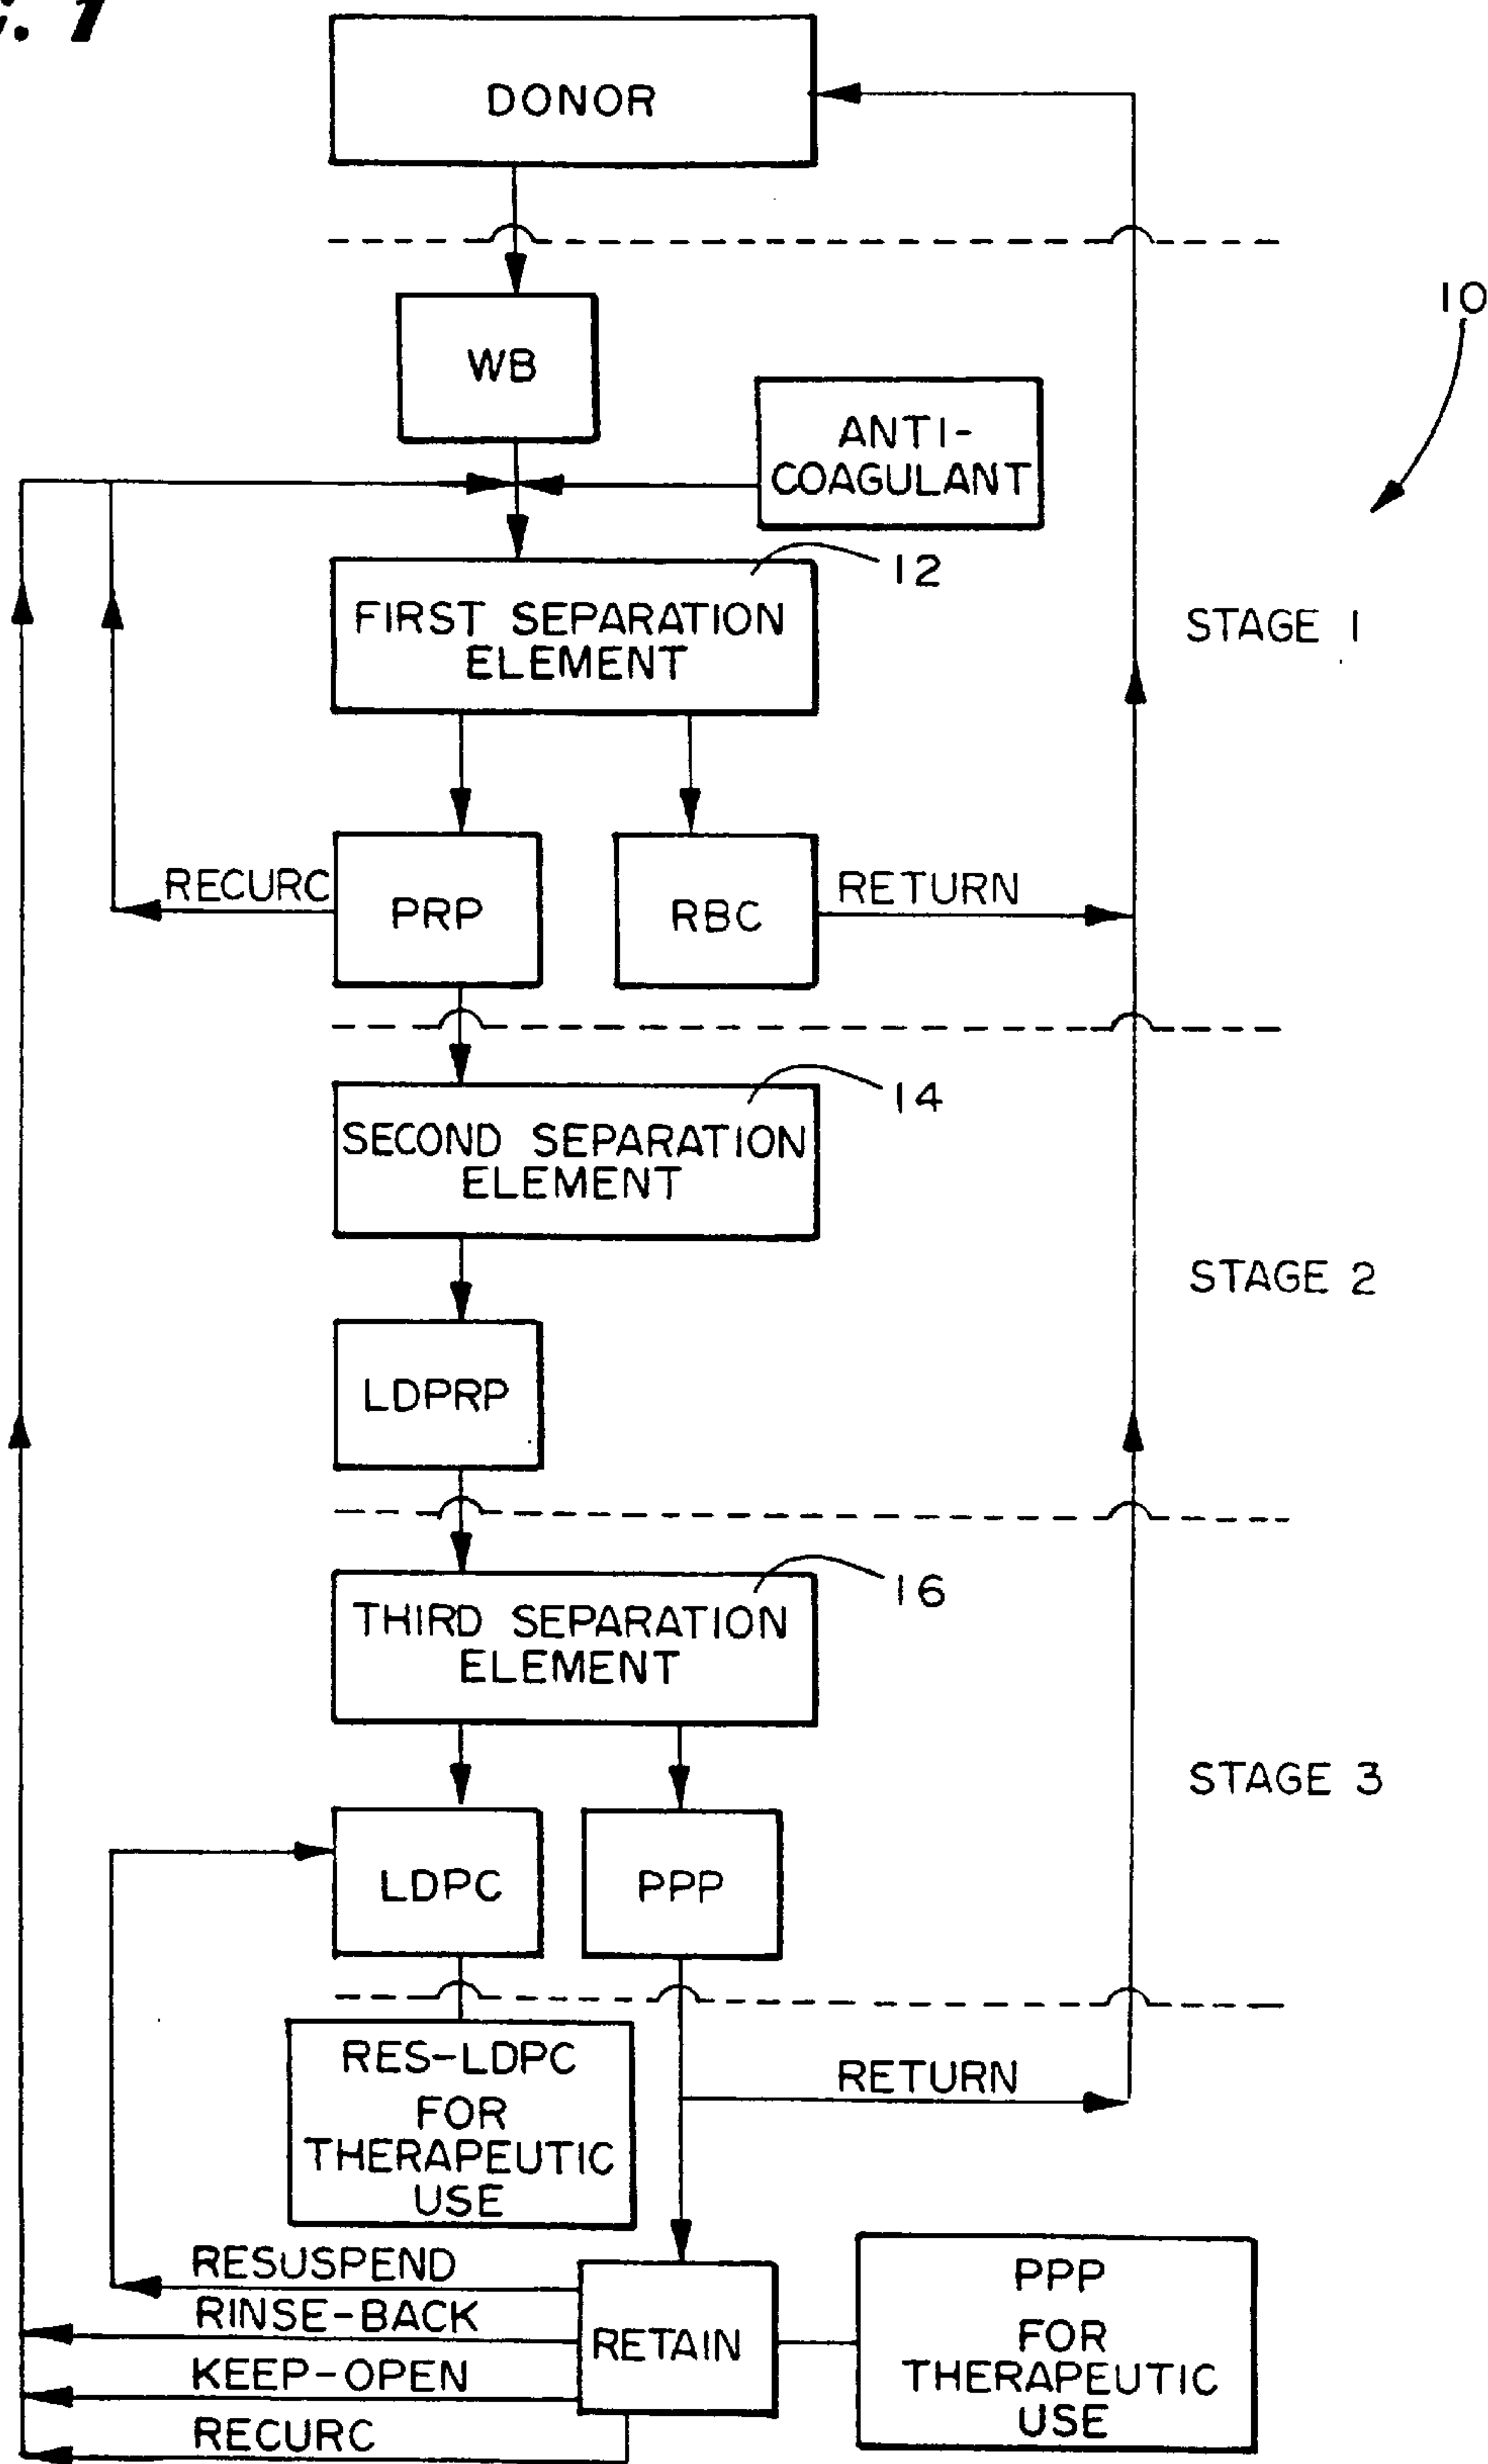 . 1
DONOR
WB
10
ANTI-
COAGULANT
12
FIRST SEPARATION
ELEMENT
STAGE 1
RECURC
PRP
RBC
RETURN
14
SECOND SEPARATION
ELEMENT
STAGE 2
LDPRP
16
THIRD SEPARATION
ELEMENT
STAGE 3
LDPC
PPP
RES-LDPC
FOR
THERAPEUTIC
USE
RETURN
RESUSPEND
RINSE-BACK
KEEP-OPEN
RECURC
RETAIN
PPP
FOR
THERAPEUTIC
USE